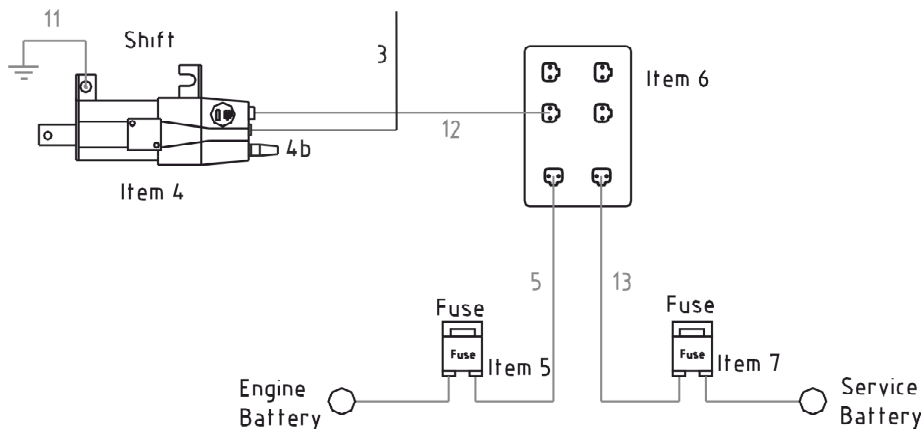 11
Shift
3
Item 6
12
4b
Item 4
5
13
Fuse
Fuse
Fuse
Item 5
Fuse
Item 7
Engine
Battery
Service
Battery